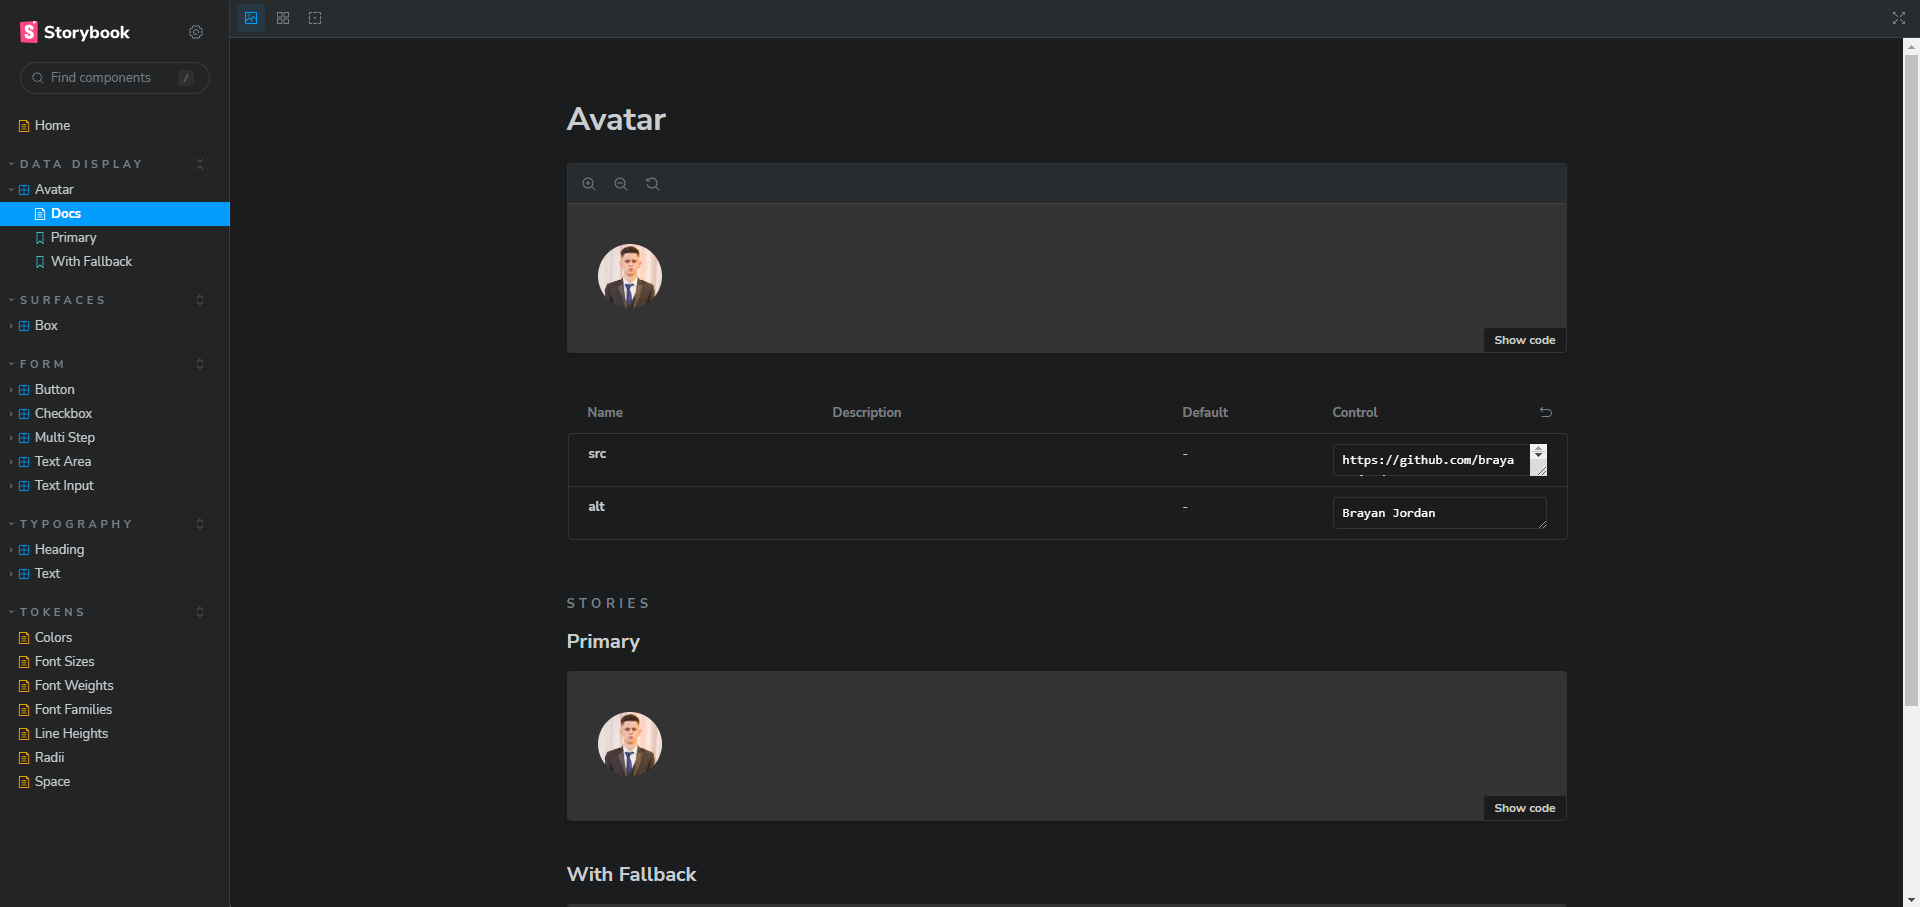 Storybook
Find components /
Home
DATA DISPLAY
Avatar
Docs
Primary
With Fallback
SURFACES
Box
FORM
Button
Checkbox
Multi Step
Text Area
Text Input
TYPOGRAPHY
Heading
Text
TOKENS
Colors
Font Sizes
Font Weights
Font Families
Line Heights
Radii
Space
Avatar
Show code
Name Description Default Control
src - https://github.com/braya
alt - Brayan Jordan
STORIES
Primary
Show code
With Fallback